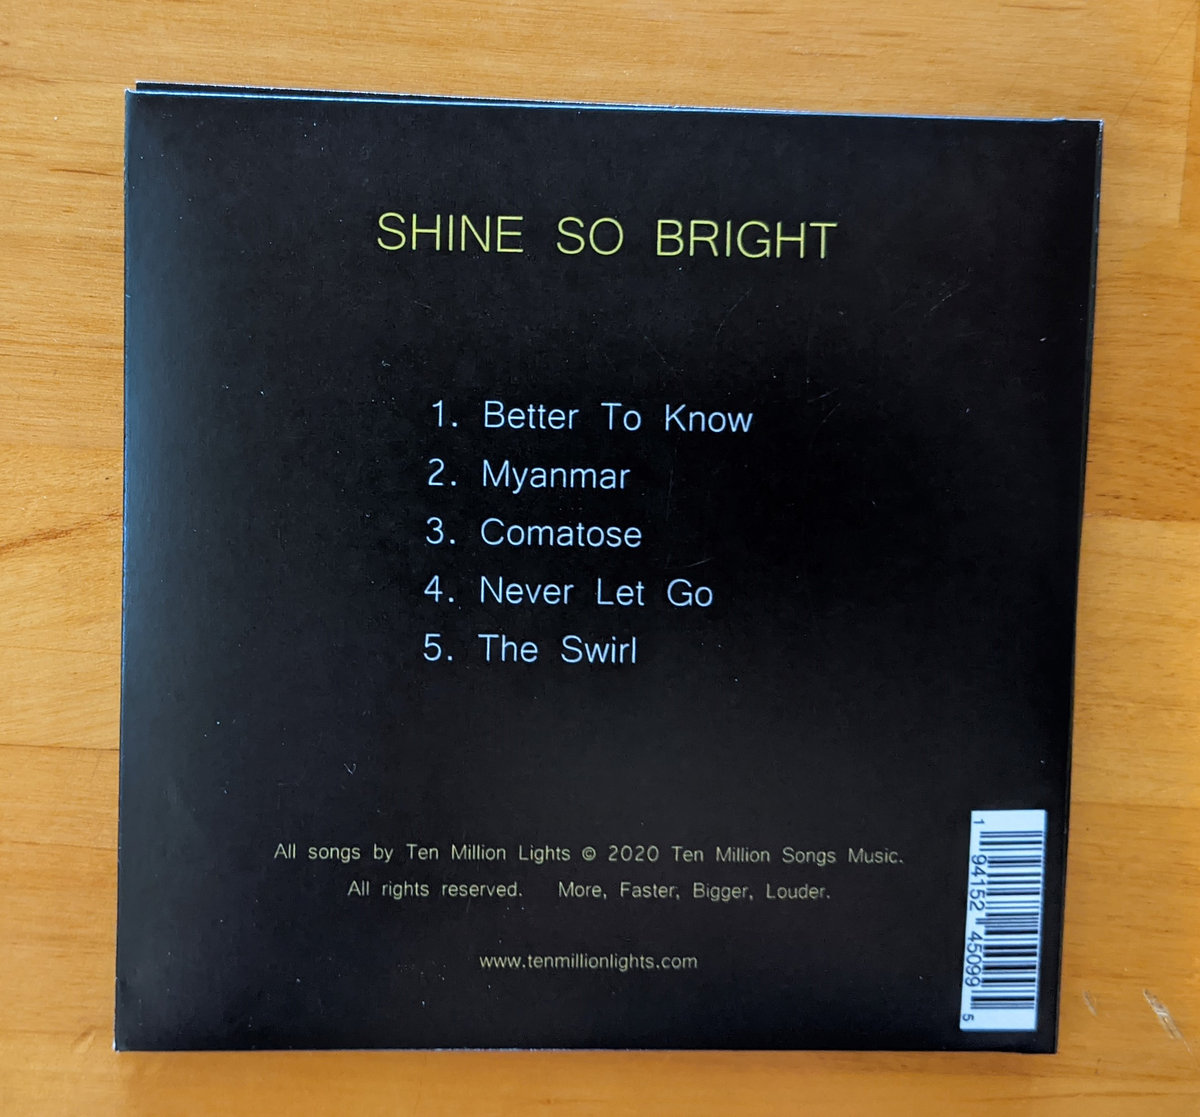 SHINE SO BRIGHT
1. Better To Know
2. Myanmar
3. Comatose
4. Never Let Go
5. The Swirl
All songs by Ten Million Lights © 2020 Ten Million Songs Music.
All rights reserved. More, Faster, Bigger, Louder.
www.tenmillionlights.com
1 94152 45099 5